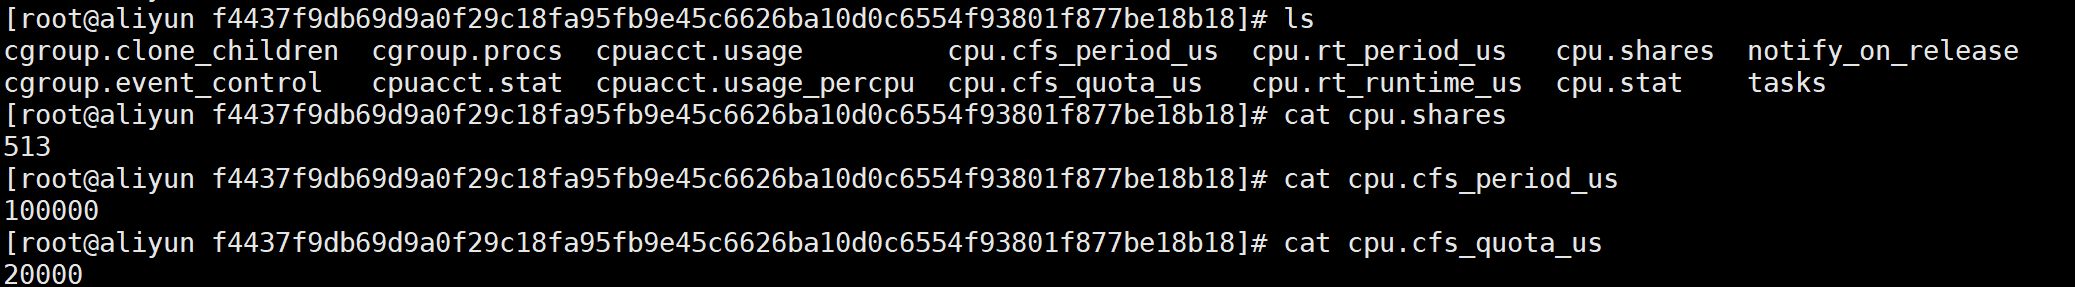 [root@aliyun f4437f9db69d9a0f29c18fa95fb9e45c6626ba10d0c6554f93801f877be18b18]# ls
cgroup.clone_children  cgroup.procs  cpuacct.usage         cpu.cfs_period_us  cpu.rt_period_us   cpu.shares  notify_on_release
cgroup.event_control   cpuacct.stat  cpuacct.usage_percpu  cpu.cfs_quota_us   cpu.rt_runtime_us  cpu.stat    tasks
[root@aliyun f4437f9db69d9a0f29c18fa95fb9e45c6626ba10d0c6554f93801f877be18b18]# cat cpu.shares
513
[root@aliyun f4437f9db69d9a0f29c18fa95fb9e45c6626ba10d0c6554f93801f877be18b18]# cat cpu.cfs_period_us
100000
[root@aliyun f4437f9db69d9a0f29c18fa95fb9e45c6626ba10d0c6554f93801f877be18b18]# cat cpu.cfs_quota_us
20000